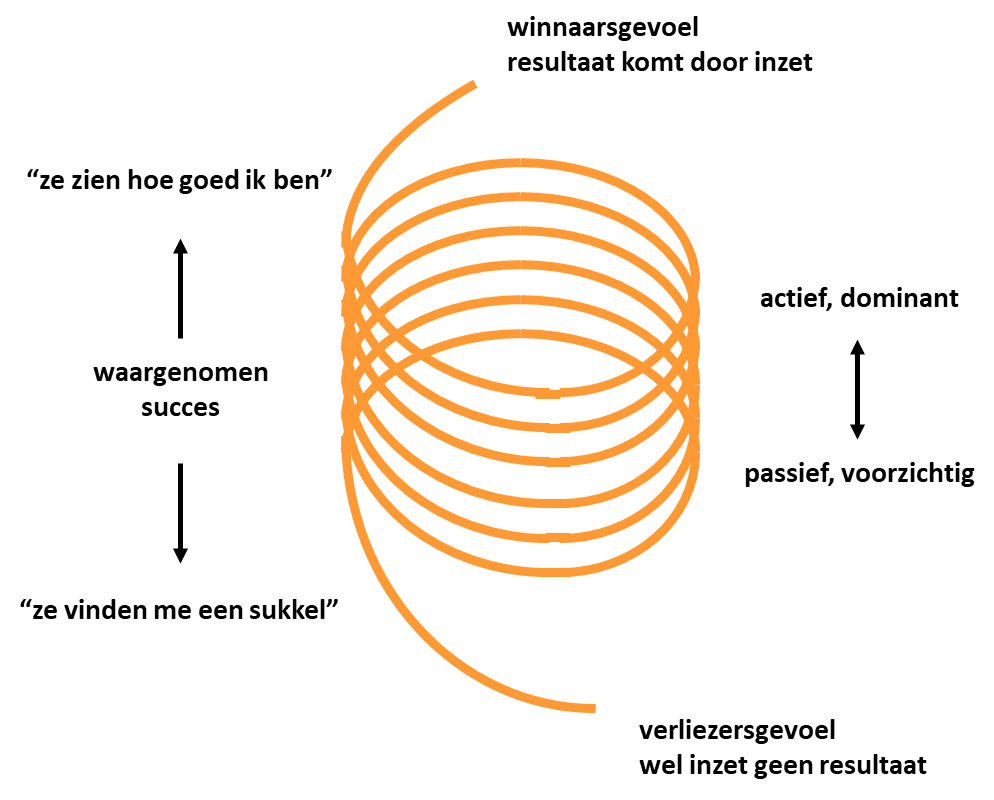 winnaarsgevoel
resultaat komt door inzet
“ze zien hoe goed ik ben”
actief, dominant
waargenomen
succes
passief, voorzichtig
“ze vinden me een sukkel”
verliezersgevoel
wel inzet geen resultaat